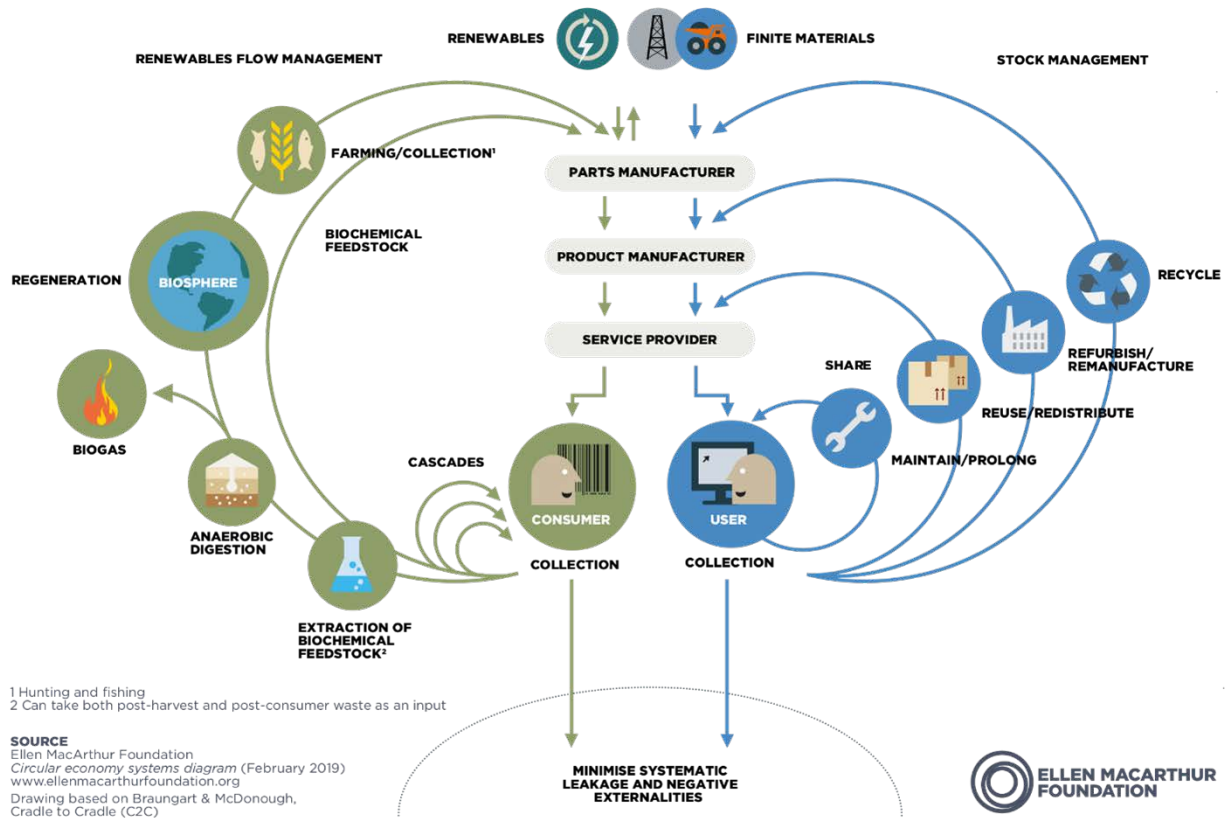 RENEWABLES
FINITE MATERIALS
RENEWABLES FLOW MANAGEMENT
STOCK MANAGEMENT
FARMING/COLLECTION¹
PARTS MANUFACTURER
BIOCHEMICAL
FEEDSTOCK
PRODUCT MANUFACTURER
REGENERATION
BIOSPHERE
RECYCLE
SERVICE PROVIDER
SHARE
REFURBISH/
REMANUFACTURE
REUSE/REDISTRIBUTE
BIOGAS
CASCADES
MAINTAIN/PROLONG
CONSUMER
USER
ANAEROBIC
DIGESTION
COLLECTION
COLLECTION
EXTRACTION OF
BIOCHEMICAL
FEEDSTOCK²
1 Hunting and fishing
2 Can take both post-harvest and post-consumer waste as an input
SOURCE
Ellen MacArthur Foundation
Circular economy systems diagram (February 2019)
www.ellenmacarthurfoundation.org
Drawing based on Braungart & McDonough,
Cradle to Cradle (C2C)
MINIMISE SYSTEMATIC
LEAKAGE AND NEGATIVE
EXTERNALITIES
ELLEN MACARTHUR
FOUNDATION